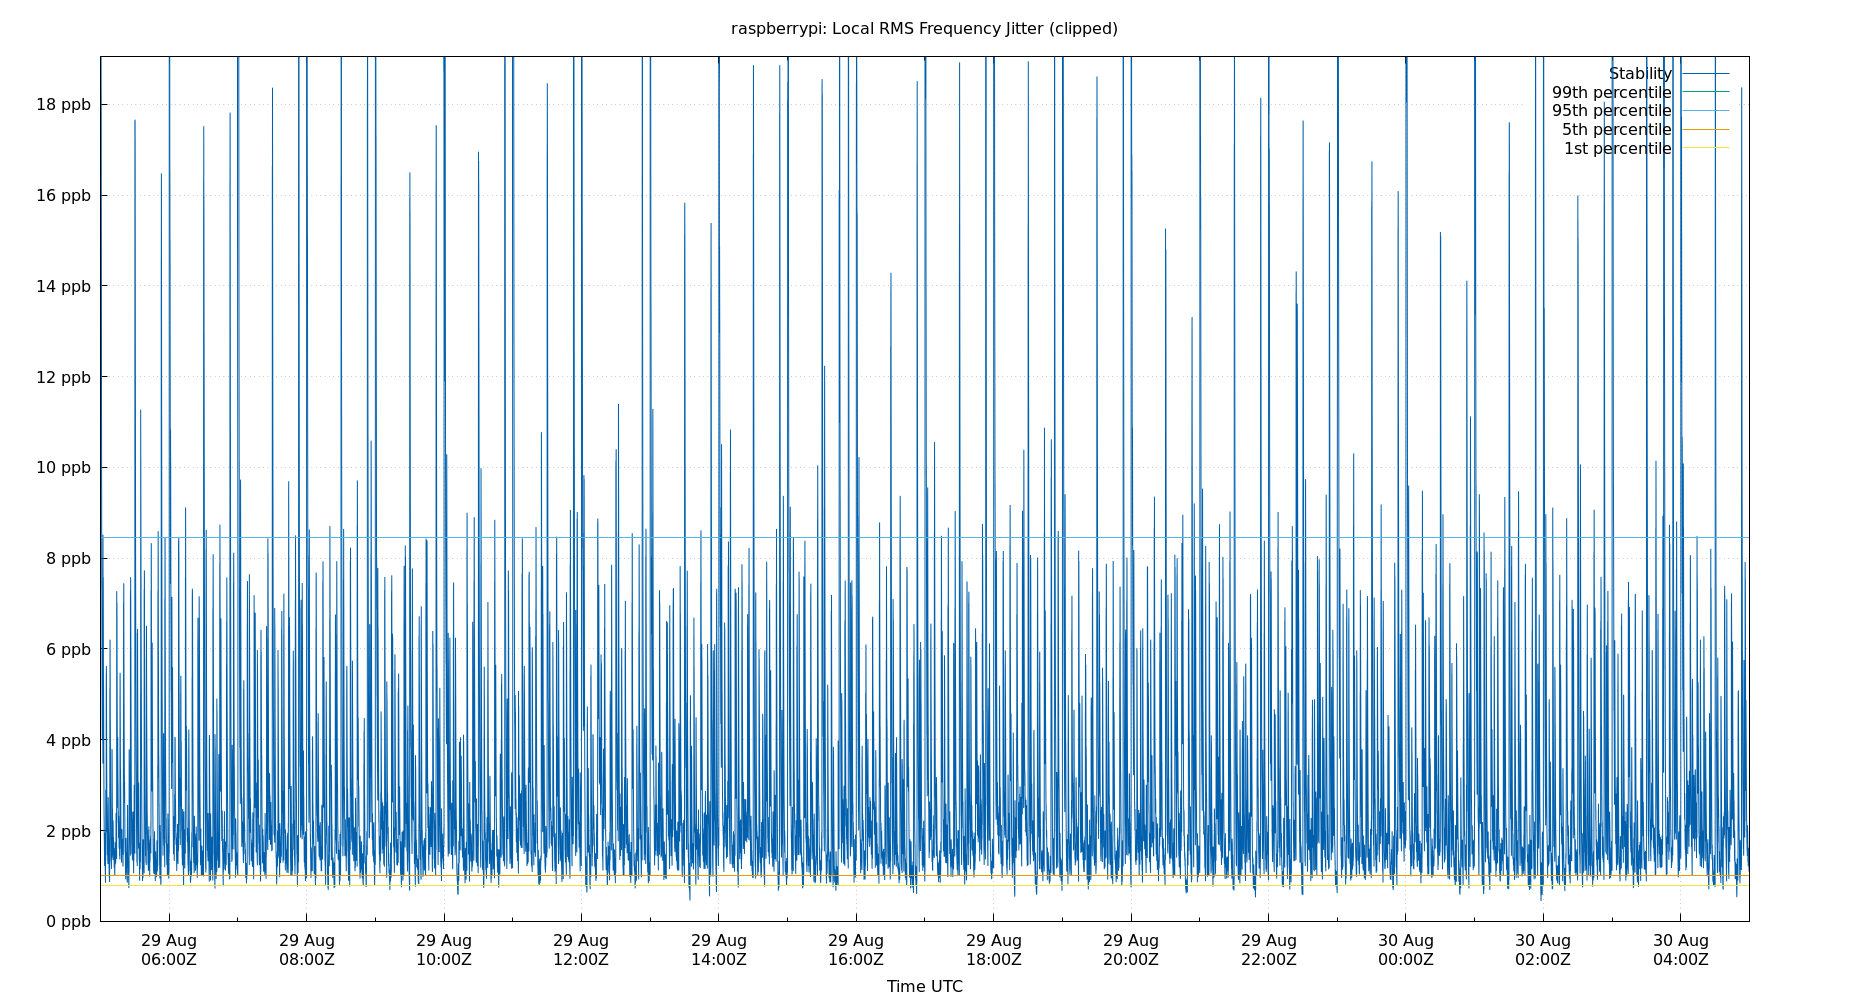 raspberrypi: Local RMS Frequency Jitter (clipped)
Stability
99th percentile
95th percentile
5th percentile
1st percentile
18 ppb
16 ppb
14 ppb
12 ppb
10 ppb
8 ppb
6 ppb
4 ppb
2 ppb
0 ppb
29 Aug 29 Aug 29 Aug 29 Aug 29 Aug 29 Aug 29 Aug 29 Aug 29 Aug 30 Aug 30 Aug 30 Aug
06:00Z 08:00Z 10:00Z 12:00Z 14:00Z 16:00Z 18:00Z 20:00Z 22:00Z 00:00Z 02:00Z 04:00Z
Time UTC